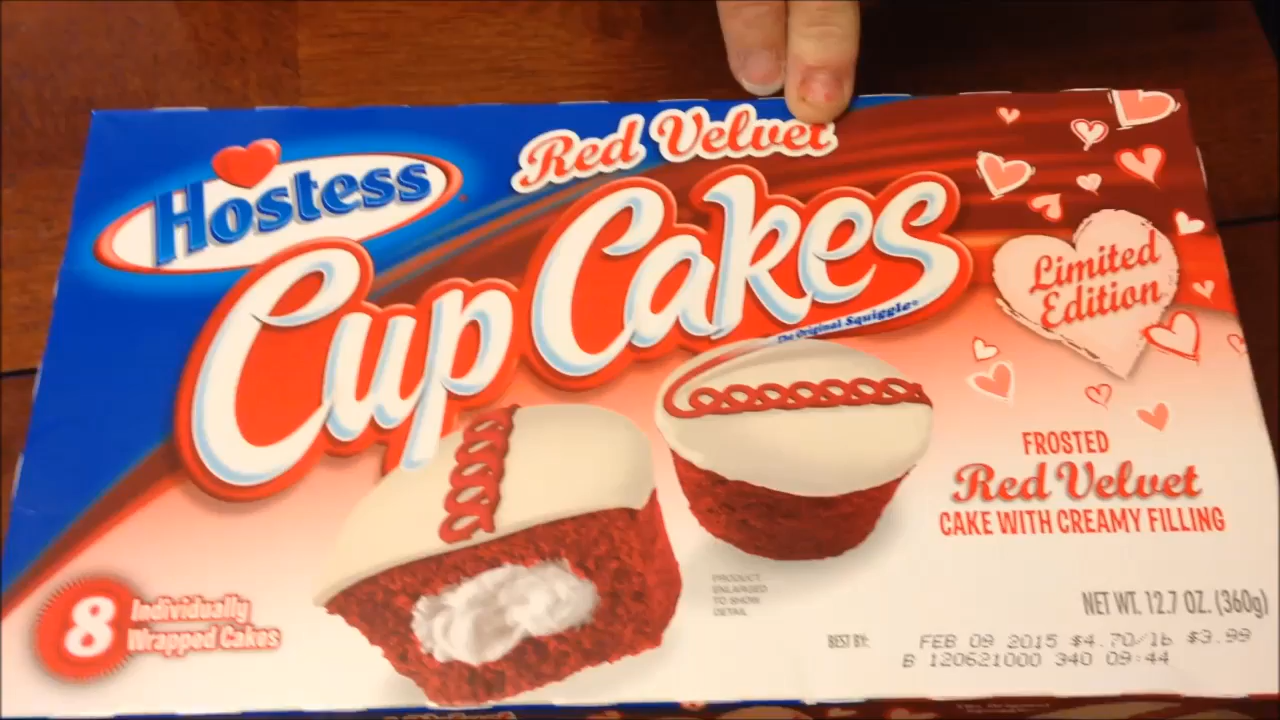 Hostess
Red Velvet
Cup Cakes
The Original Squiggle®
Limited
Edition
FROSTED
Red Velvet
CAKE WITH CREAMY FILLING
8 Individually
Wrapped Cakes
PRODUCT
ENLARGED
TO SHOW
DETAIL
NET WT. 12.7 OZ. (360g)
BEST BY: FEB 09 2015 $4.70/lb $3.99
B 120621000 340 09:44